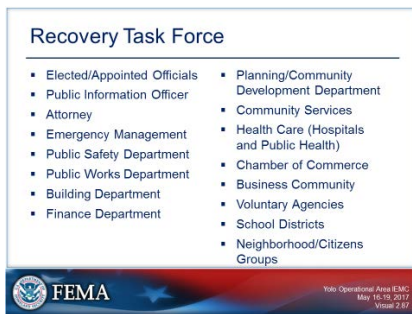 Recovery Task Force
▪ Elected/Appointed Officials
▪ Public Information Officer
▪ Attorney
▪ Emergency Management
▪ Public Safety Department
▪ Public Works Department
▪ Building Department
▪ Finance Department
▪ Planning/Community
Development Department
▪ Community Services
▪ Health Care (Hospitals
and Public Health)
▪ Chamber of Commerce
▪ Business Community
▪ Voluntary Agencies
▪ School Districts
▪ Neighborhood/Citizens
Groups
FEMA
Yolo Operational Area IEMC
May 16-19, 2017
Visual 2.87